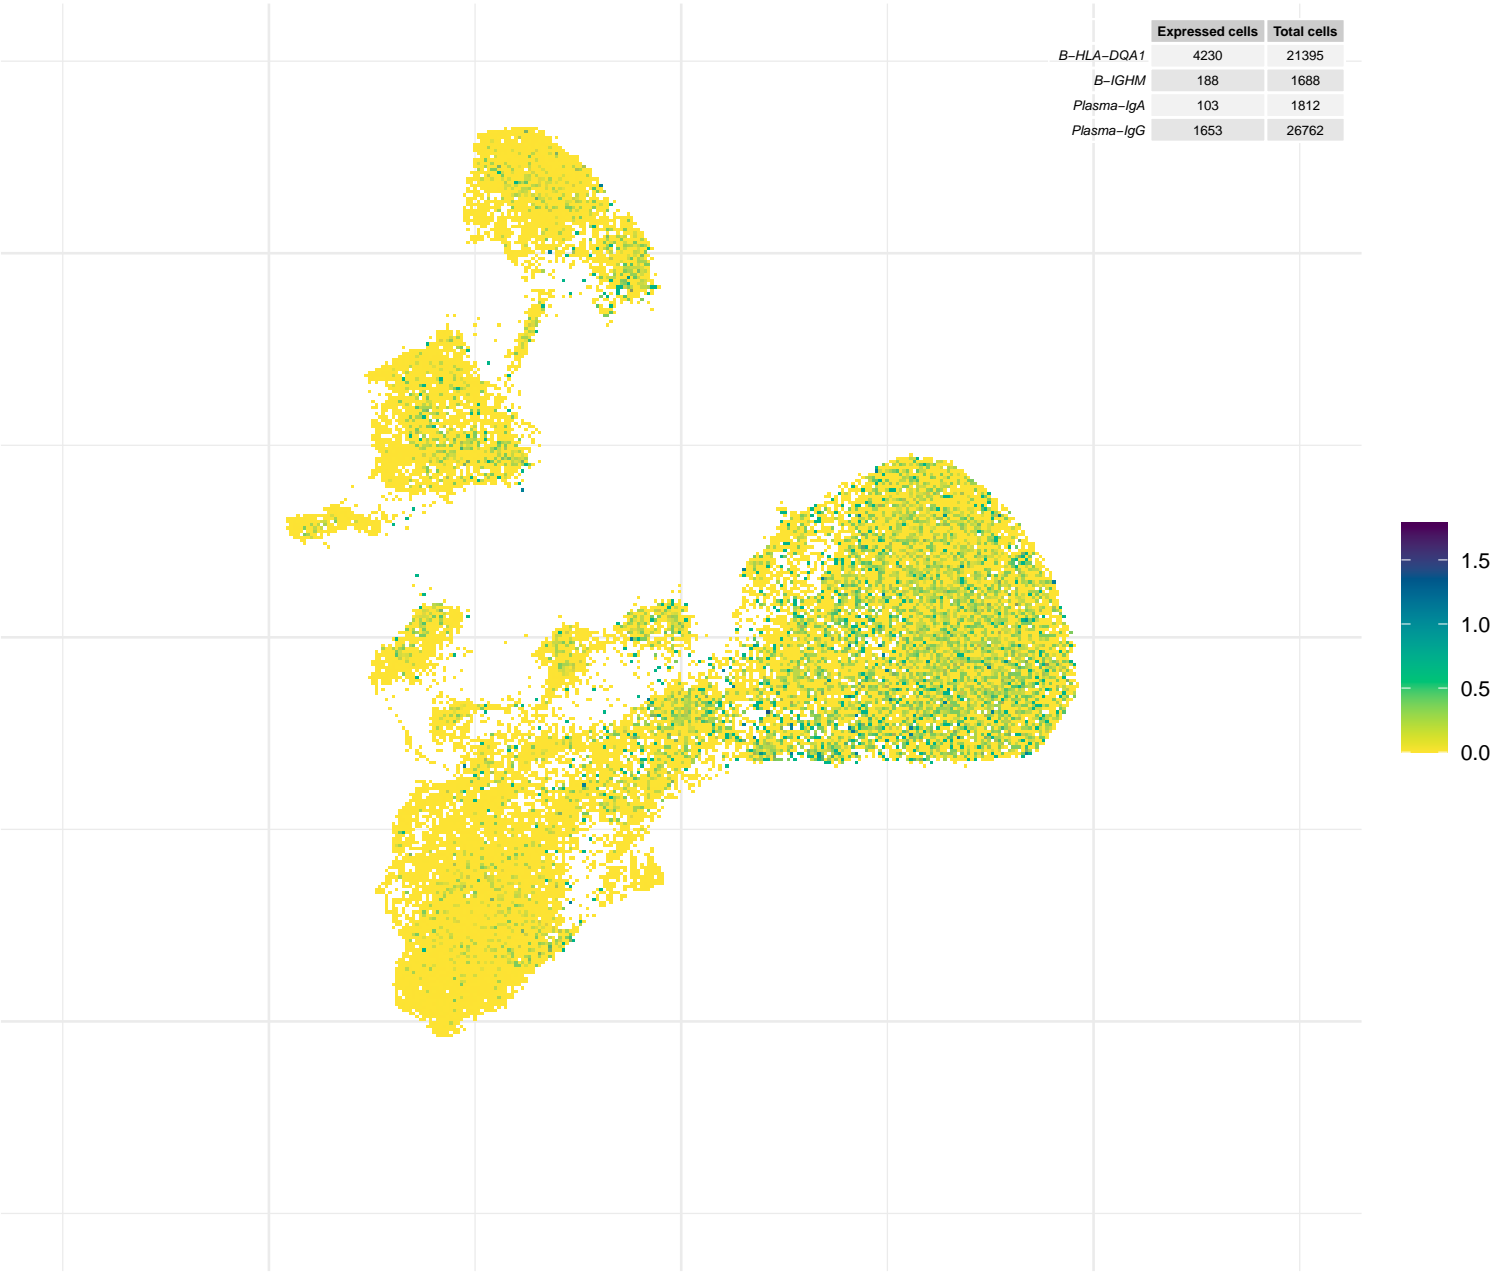 Expressed cells Total cells
B-HLA-DQA1 4230 21395
B-IGHM 188 1688
Plasma-IgA 103 1812
Plasma-IgG 1653 26762
1.5
1.0
0.5
0.0